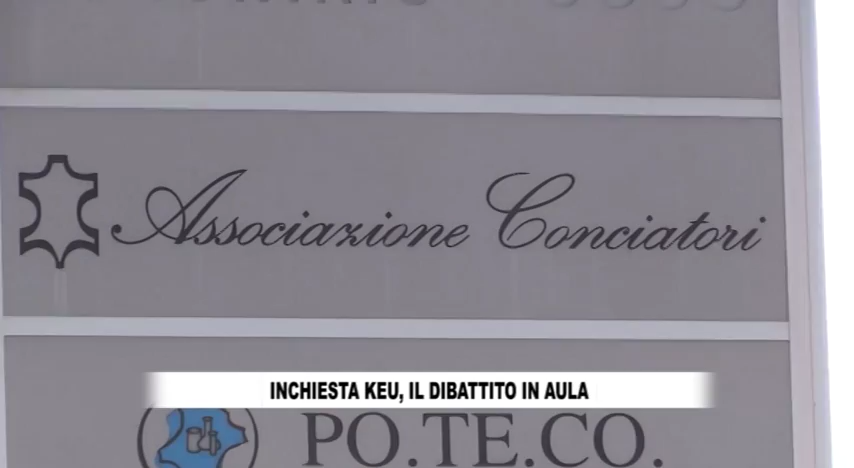 Associazione Conciatori
INCHIESTA KEU, IL DIBATTITO IN AULA
PO.TE.CO.